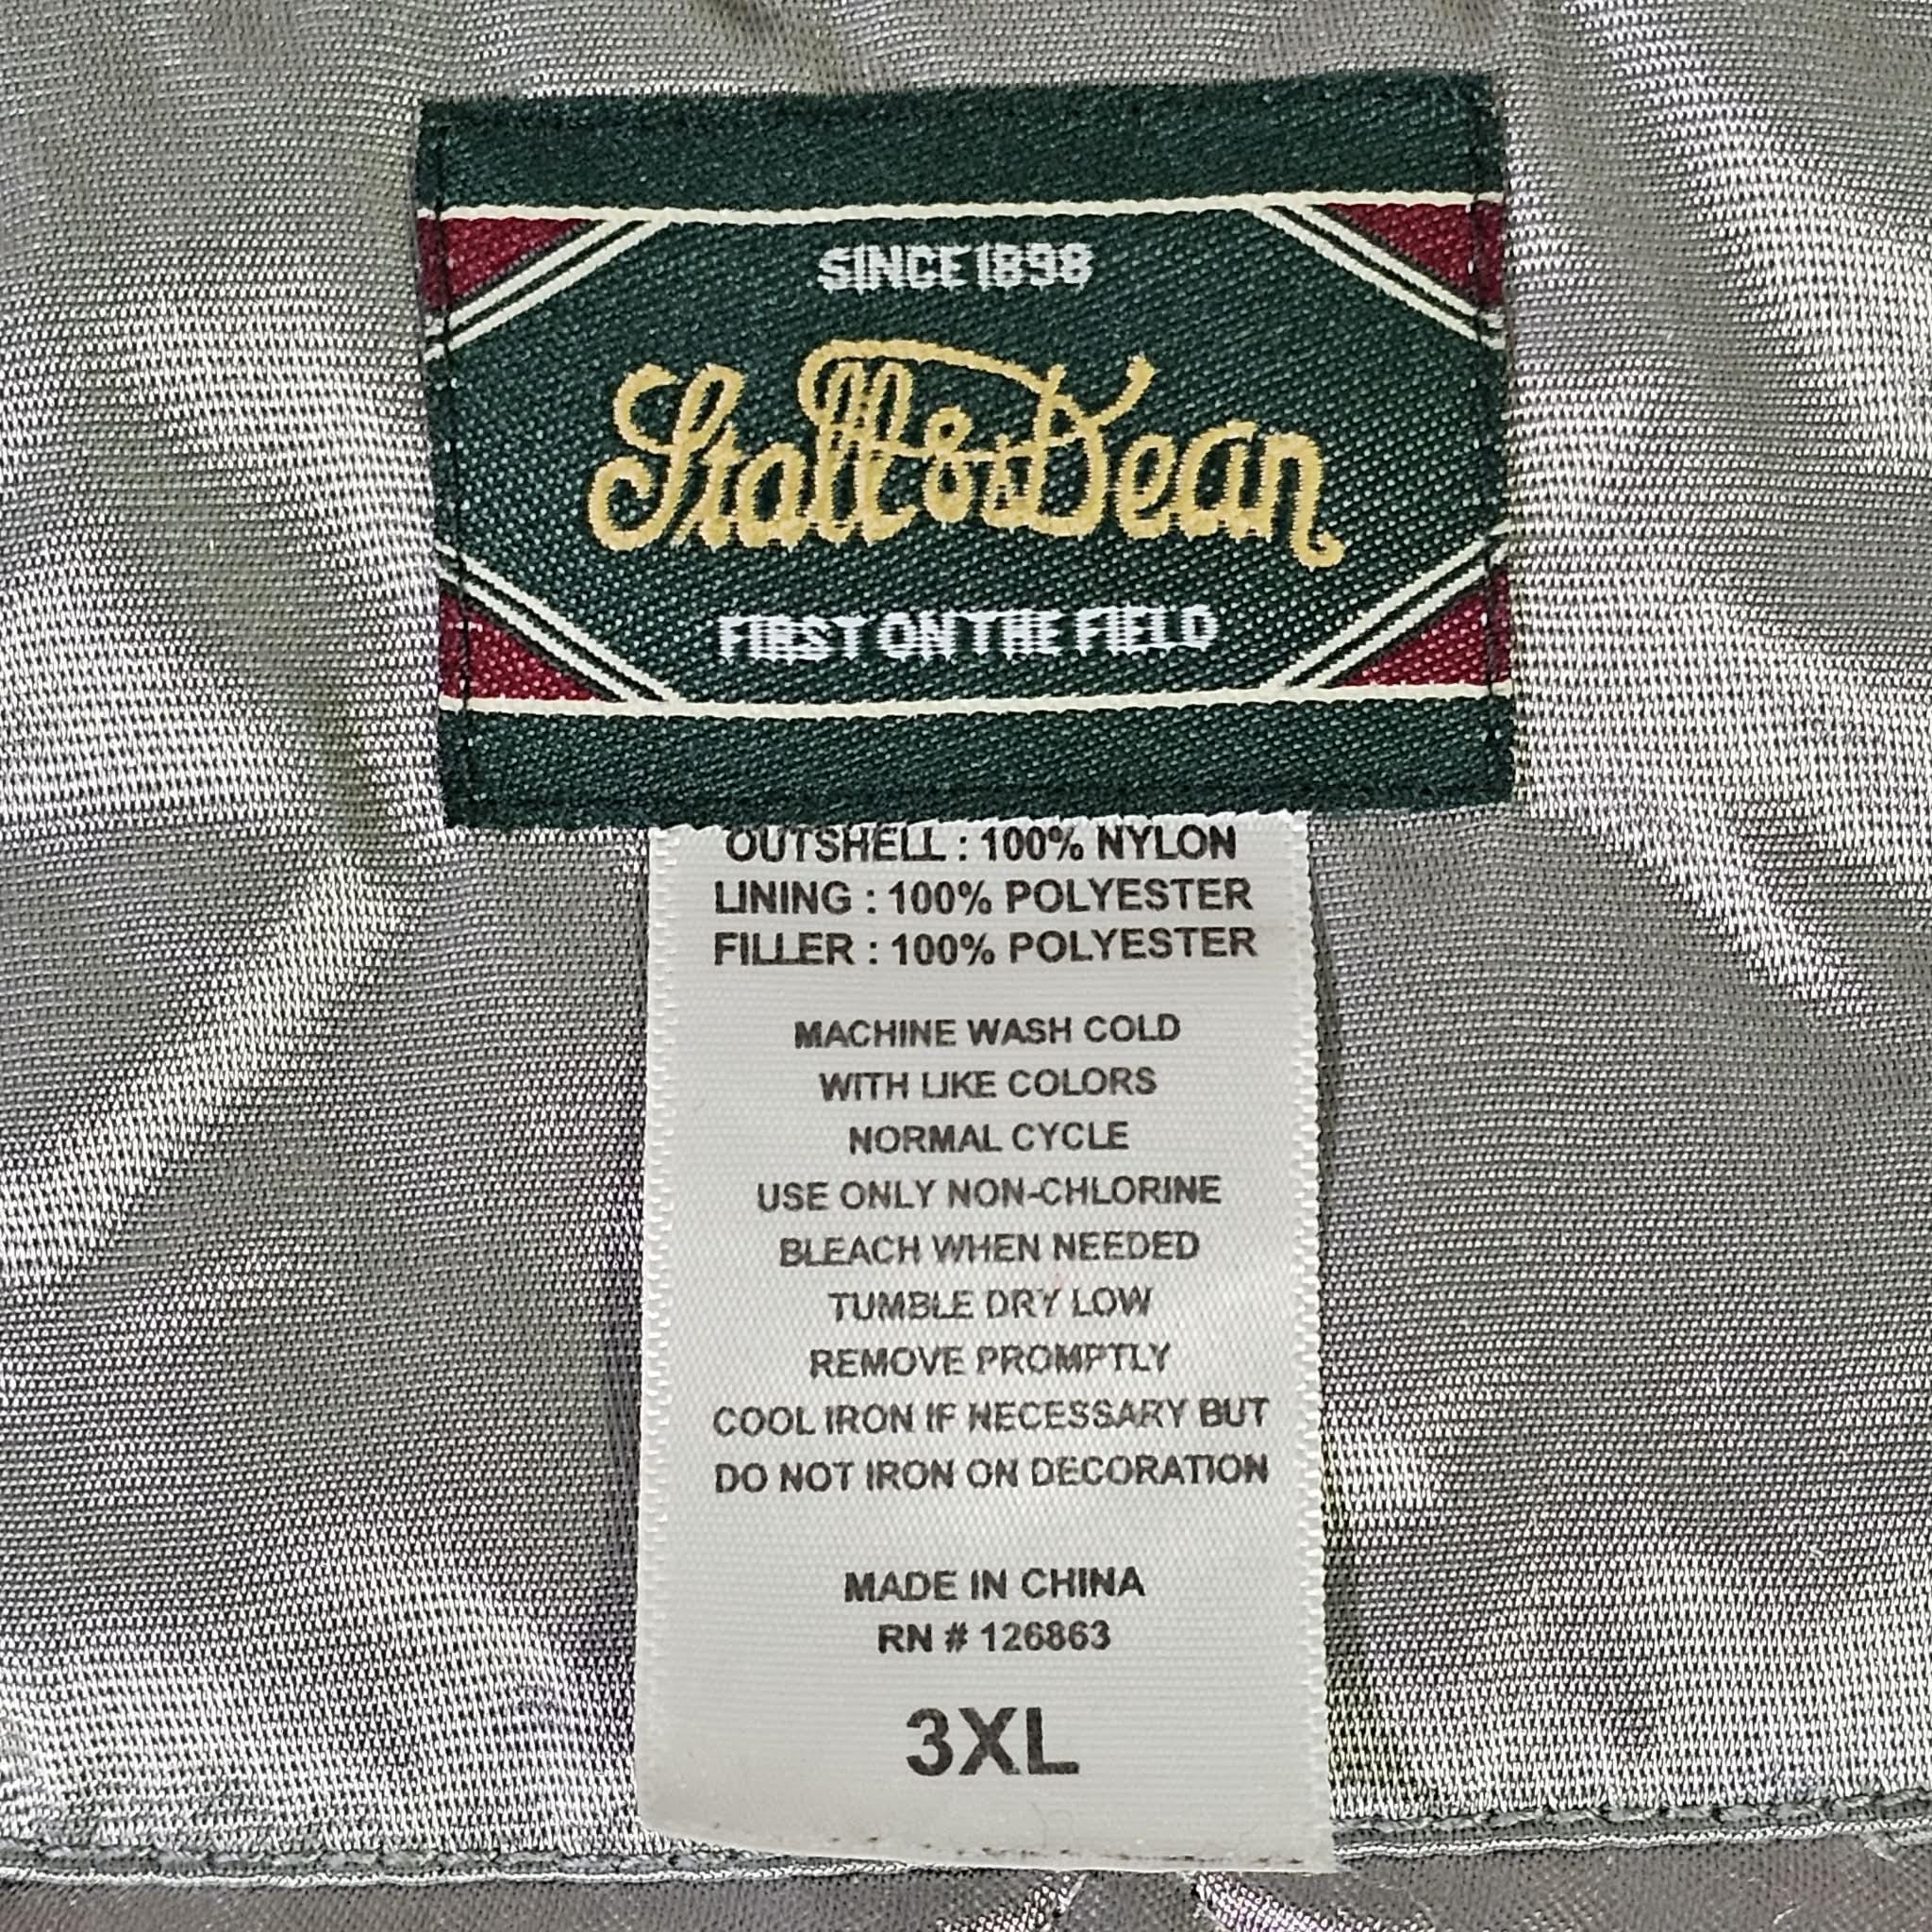 SINCE 1898
Stall & Dean
FIRST ON THE FIELD
OUTSHELL : 100% NYLON
LINING : 100% POLYESTER
FILLER : 100% POLYESTER
MACHINE WASH COLD
WITH LIKE COLORS
NORMAL CYCLE
USE ONLY NON-CHLORINE
BLEACH WHEN NEEDED
TUMBLE DRY LOW
REMOVE PROMPTLY
COOL IRON IF NECESSARY BUT
DO NOT IRON ON DECORATION
MADE IN CHINA
RN # 126863
3XL